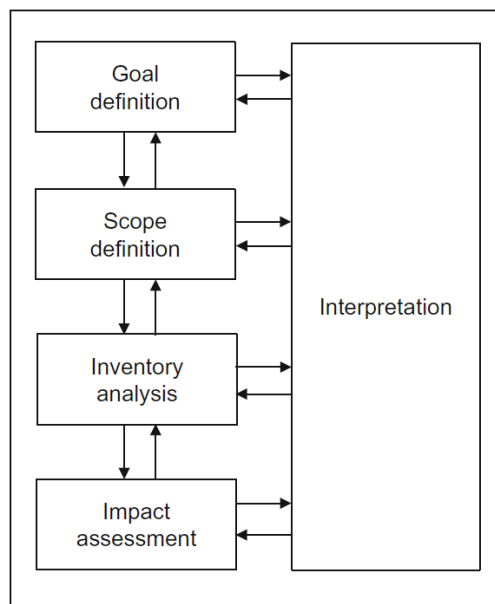 Goal
definition
Scope
definition
Interpretation
Inventory
analysis
Impact
assessment